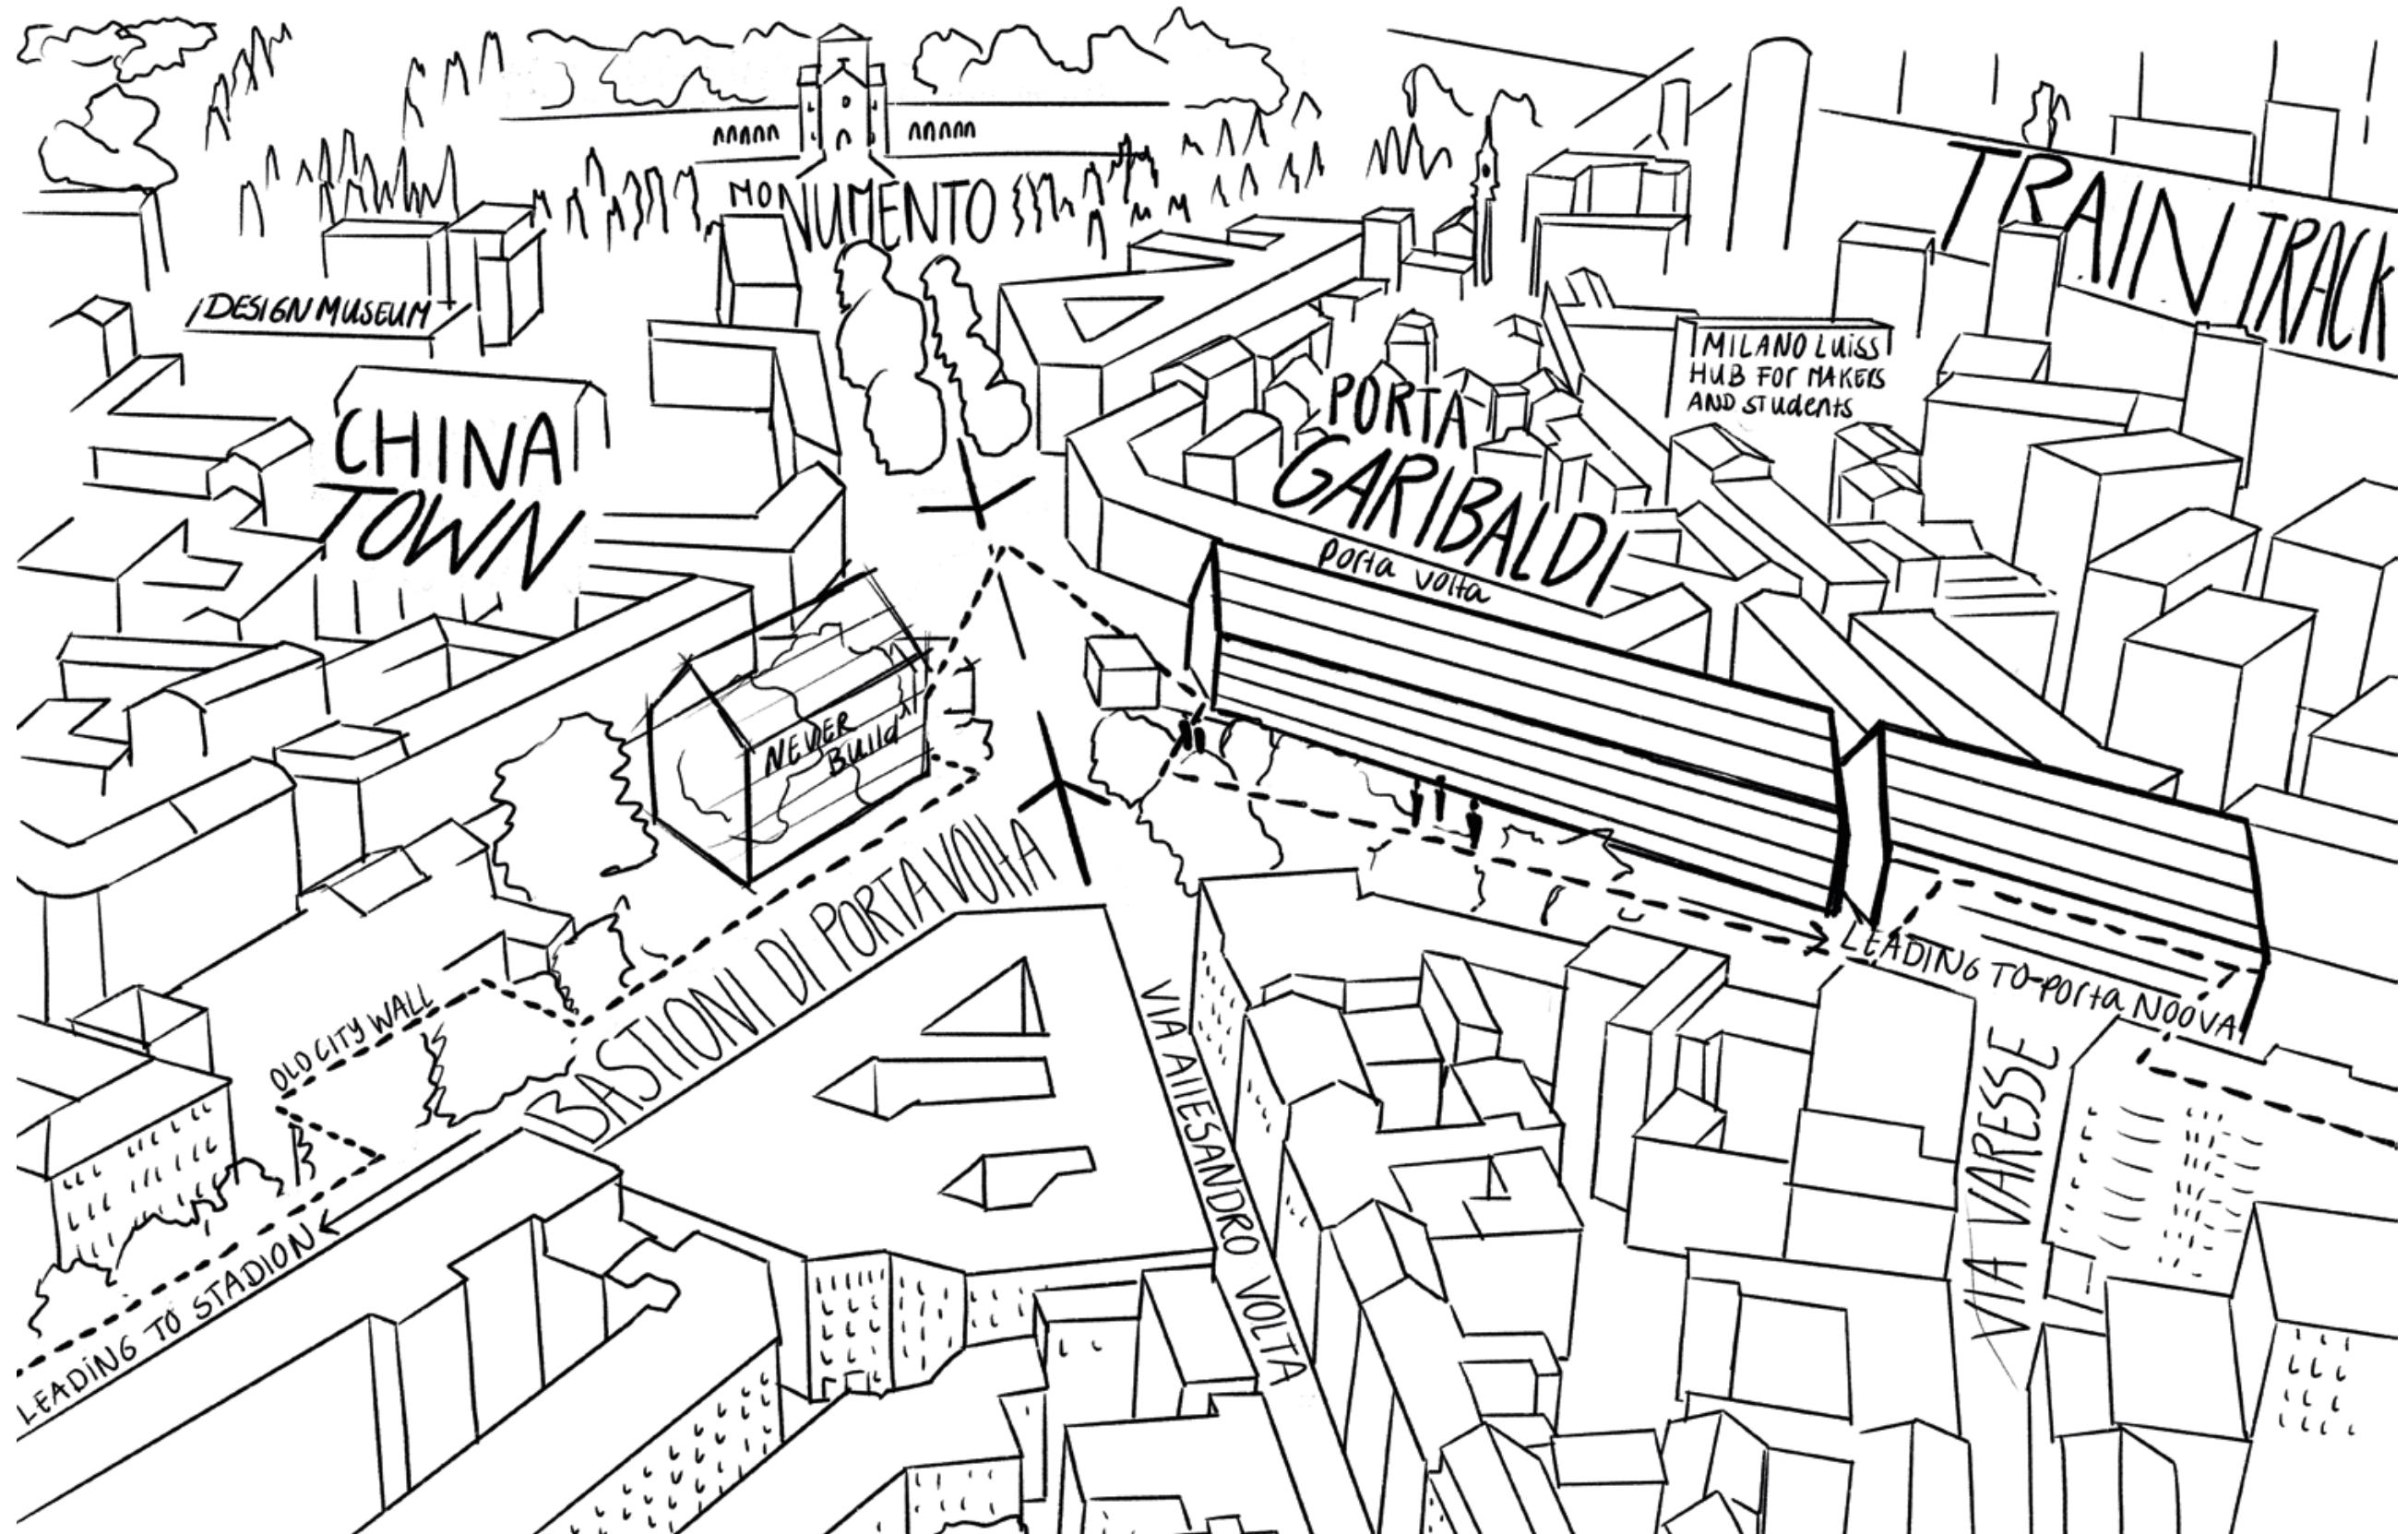 MONUMENTO
TRAIN TRACK
DESIGN MUSEUM
MILANO LUiSS
HUB FOR MAKERS
AND STudents
CHINA
TOWN
PORTA
GARIBALDI
porta volta
NEVER
Build
BASTIONI DI PORTA VOltA
LEADING TO-porta NOOVA
OLD CITY WALL
VIA AllESANDRO VOLTA
VIA VARESSE
LEADiNG TO STADION